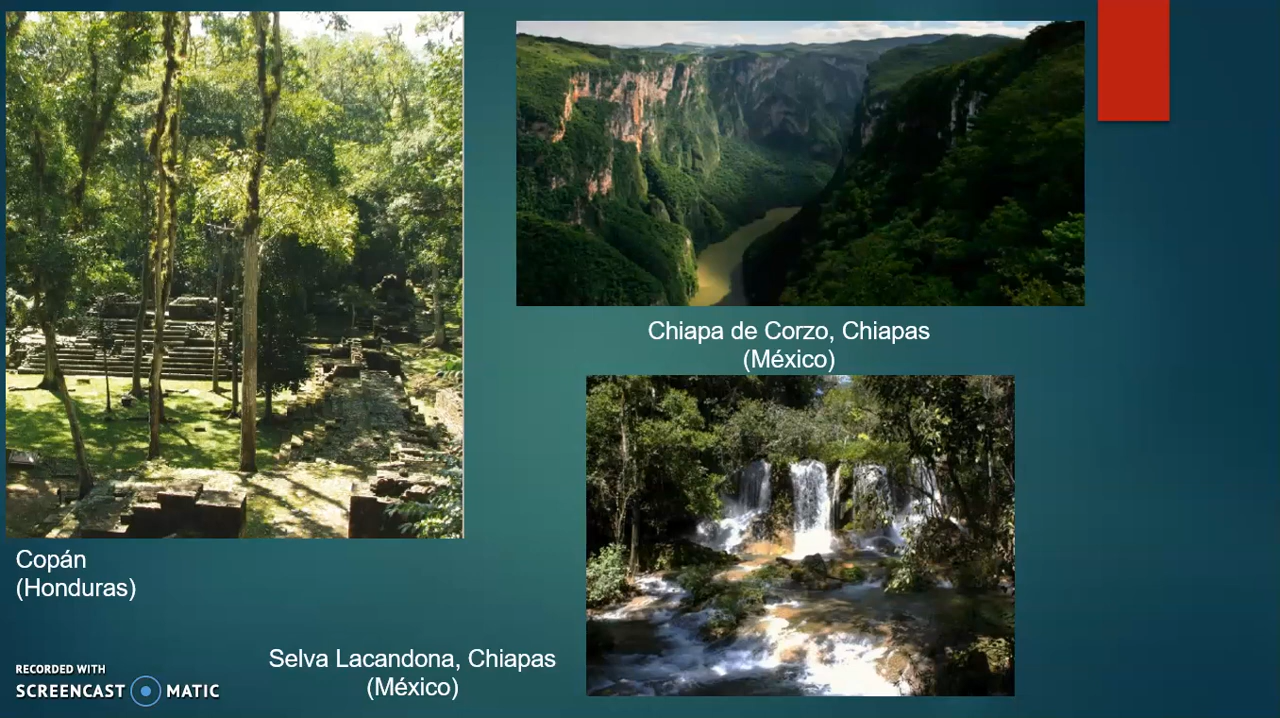 Chiapa de Corzo, Chiapas
(México)
Copán
(Honduras)
Selva Lacandona, Chiapas
(México)
RECORDED WITH
SCREENCAST MATIC